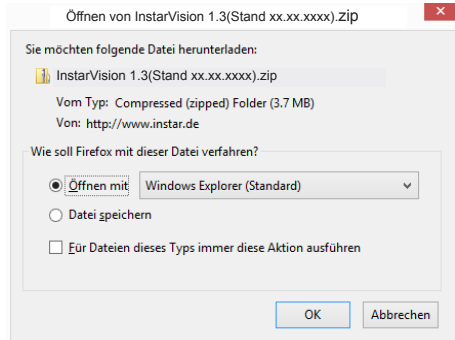 Öffnen von InstarVision 1.3(Stand xx.xx.xxxx).zip
Sie möchten folgende Datei herunterladen:
InstarVision 1.3(Stand xx.xx.xxxx).zip
Vom Typ: Compressed (zipped) Folder (3.7 MB)
Von: http://www.instar.de
Wie soll Firefox mit dieser Datei verfahren?
Öffnen mit Windows Explorer (Standard)
Datei speichern
Für Dateien dieses Typs immer diese Aktion ausführen
OK Abbrechen